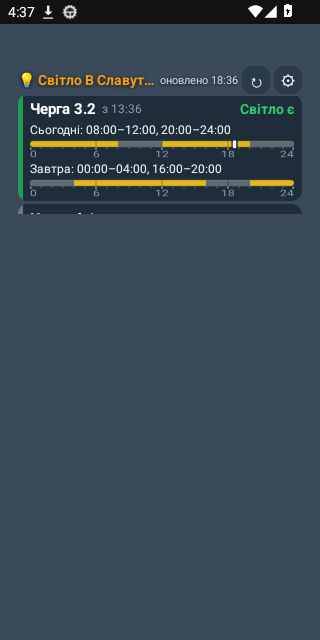 4:37
Світло В Славут... оновлено 18:36
Черга 3.2 з 13:36 Світло є
Сьогодні: 08:00–12:00, 20:00–24:00
0 6 12 18 24
Завтра: 00:00–04:00, 16:00–20:00
0 6 12 18 24